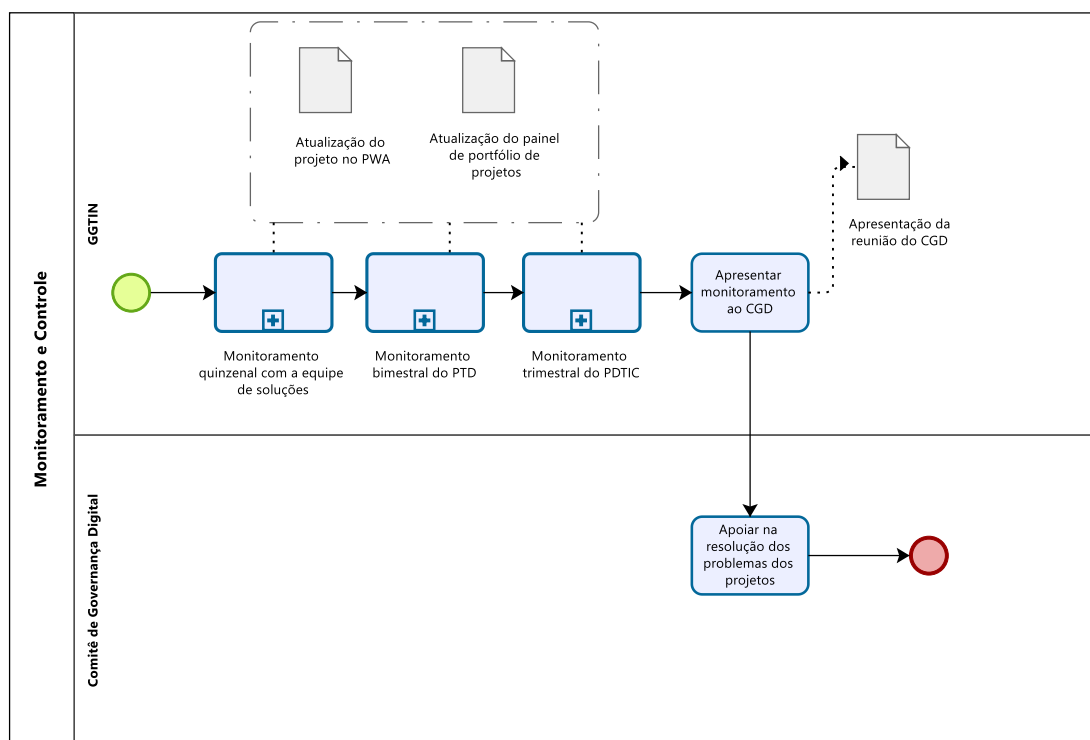 Monitoramento e Controle
GGTIN
Atualização do
projeto no PWA
Atualização do painel
de portfólio de
projetos
Apresentação da
reunião do CGD
Monitoramento
quinzenal com a equipe
de soluções
Monitoramento
bimestral do PTD
Monitoramento
trimestral do PDTIC
Apresentar
monitoramento
ao CGD
Comitê de Governança Digital
Apoiar na
resolução dos
problemas dos
projetos